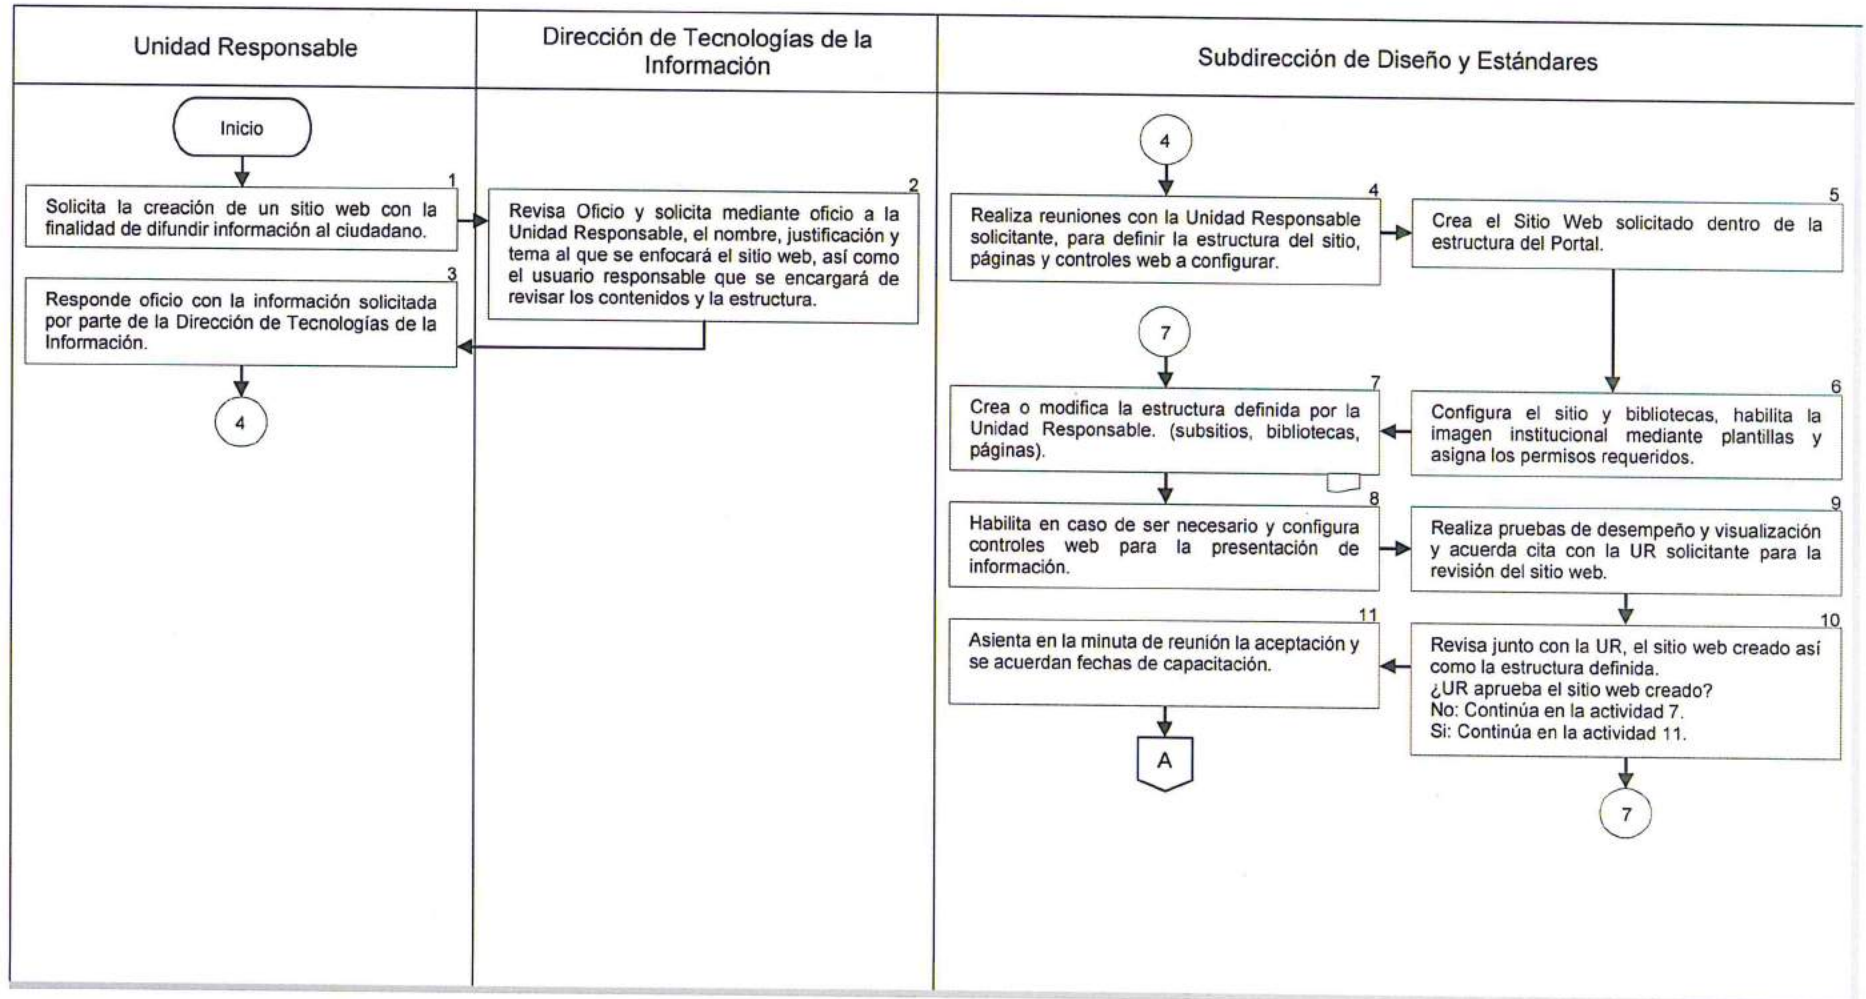 Unidad Responsable
Dirección de Tecnologías de la
Información
Subdirección de Diseño y Estándares
Inicio
1
Solicita la creación de un sitio web con la
finalidad de difundir información al ciudadano.
2
Revisa Oficio y solicita mediante oficio a la
Unidad Responsable, el nombre, justificación y
tema al que se enfocará el sitio web, así como
el usuario responsable que se encargará de
revisar los contenidos y la estructura.
3
Responde oficio con la información solicitada
por parte de la Dirección de Tecnologías de la
Información.
4
4
4
Realiza reuniones con la Unidad Responsable
solicitante, para definir la estructura del sitio,
páginas y controles web a configurar.
5
Crea el Sitio Web solicitado dentro de la
estructura del Portal.
6
Configura el sitio y bibliotecas, habilita la
imagen institucional mediante plantillas y
asigna los permisos requeridos.
7
7
Crea o modifica la estructura definida por la
Unidad Responsable. (subsitios, bibliotecas,
páginas).
8
Habilita en caso de ser necesario y configura
controles web para la presentación de
información.
9
Realiza pruebas de desempeño y visualización
y acuerda cita con la UR solicitante para la
revisión del sitio web.
10
Revisa junto con la UR, el sitio web creado así
como la estructura definida.
¿UR aprueba el sitio web creado?
No: Continúa en la actividad 7.
Si: Continúa en la actividad 11.
7
11
Asienta en la minuta de reunión la aceptación y
se acuerdan fechas de capacitación.
A